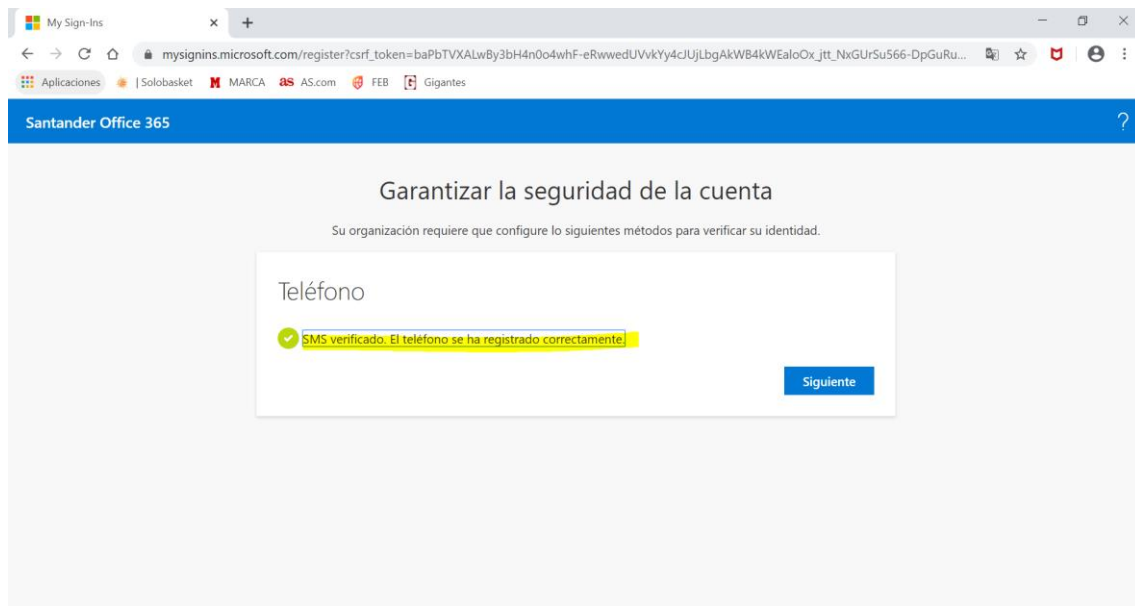 My Sign-Ins
mysignins.microsoft.com/register?csrf_token=baPbTVXALwBy3bH4n0o4whF-eRwwedUVvkYy4cJUjLbgAkWB4kWEaloOx_jtt_NxGUrSu566-DpGuRu...
Aplicaciones | Solobasket M MARCA as AS.com FEB Gigantes
Santander Office 365 ?
Garantizar la seguridad de la cuenta
Su organización requiere que configure lo siguientes métodos para verificar su identidad.
Teléfono
SMS verificado. El teléfono se ha registrado correctamente.
Siguiente